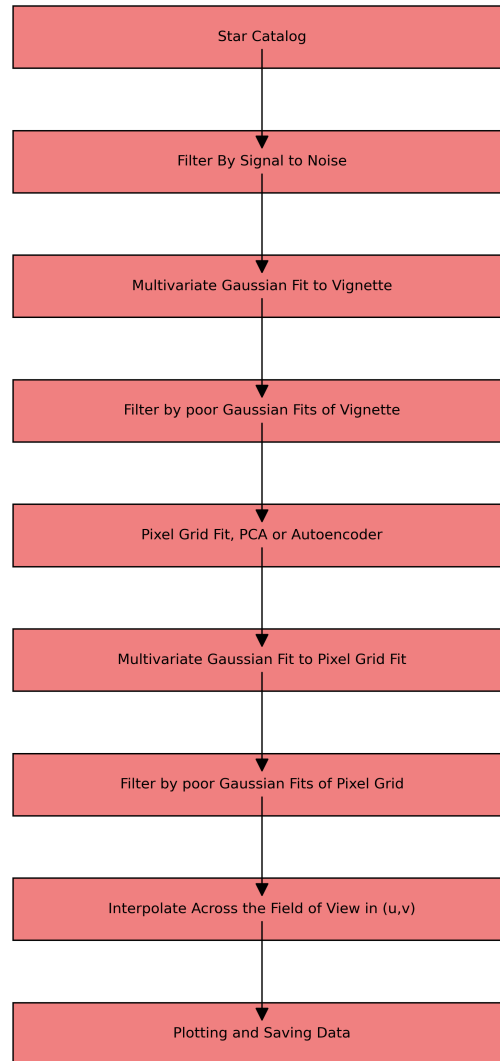 Star Catalog
Filter By Signal to Noise
Multivariate Gaussian Fit to Vignette
Filter by poor Gaussian Fits of Vignette
Pixel Grid Fit, PCA or Autoencoder
Multivariate Gaussian Fit to Pixel Grid Fit
Filter by poor Gaussian Fits of Pixel Grid
Interpolate Across the Field of View in (u,v)
Plotting and Saving Data